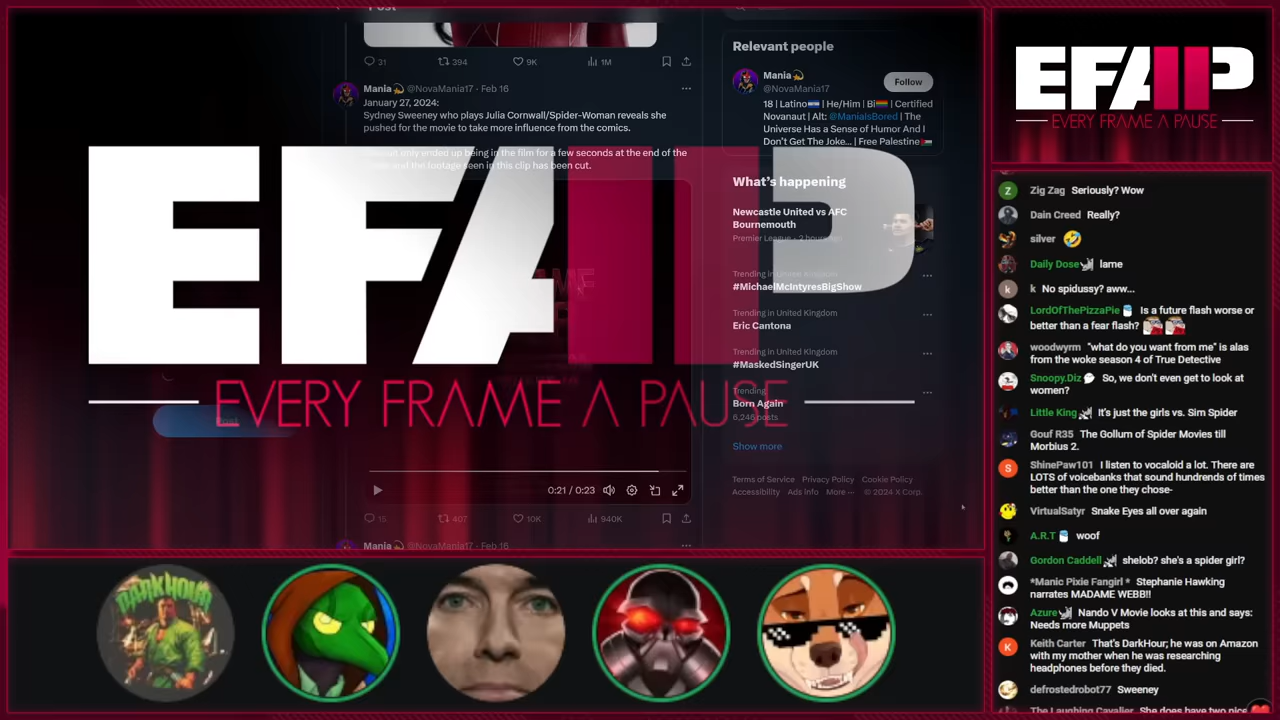 Post
31 394 9K 1M
Mania @NovaMania17 · Feb 16
January 27, 2024:
Sydney Sweeney who plays Julia Cornwall/Spider-Woman reveals she
pushed for the movie to take more influence from the comics.
only ended up being in the film for a few seconds at the end of the
and the footage seen in this clip has been cut.
0:21 / 0:23
15 407 10K 940K
Mania @NovaMania17 · Feb 16
Post
Relevant people
Mania
@NovaMania17
Follow
18 | Latino | He/Him | Bi | Certified
Novanaut | Alt: @ManiaIsBored | The
Universe Has a Sense of Humor And I
Don't Get The Joke... | Free Palestine
What's happening
Newcastle United vs AFC
Bournemouth
Premier League · 2 hours ago
Trending in United Kingdom
#MichaelMcIntyresBigShow
Trending in United Kingdom
Eric Cantona
Trending in United Kingdom
#MaskedSingerUK
Trending
Born Again
6,246 posts
Show more
Terms of Service Privacy Policy Cookie Policy
Accessibility Ads info More ··· © 2024 X Corp.
EFAP
EVERY FRAME A PAUSE
DARKHOUR
EFAP
EVERY FRAME A PAUSE
Z Zig Zag Seriously? Wow
Dain Creed Really?
silver 🤣
Daily Dose lame
k k No spidussy? aww...
LordOfThePizzaPie Is a future flash worse or
better than a fear flash?
woodwyrm "what do you want from me" is alas
from the woke season 4 of True Detective
Snoopy.Diz So, we don't even get to look at
women?
Little King It's just the girls vs. Sim Spider
Gouf R35 The Gollum of Spider Movies till
Morbius 2.
S ShinePaw101 I listen to vocaloid a lot. There are
LOTS of voicebanks that sound hundreds of times
better than the one they chose-
VirtualSatyr Snake Eyes all over again
A.R.T woof
Gordon Caddell shelob? she's a spider girl?
*Manic Pixie Fangirl * Stephanie Hawking
narrates MADAME WEBB!!
Azure Nando V Movie looks at this and says:
Needs more Muppets
K Keith Carter That's DarkHour; he was on Amazon
with my mother when he was researching
headphones before they died.
defrostedrobot77 Sweeney
The Laughing Cavalier She does have two nice